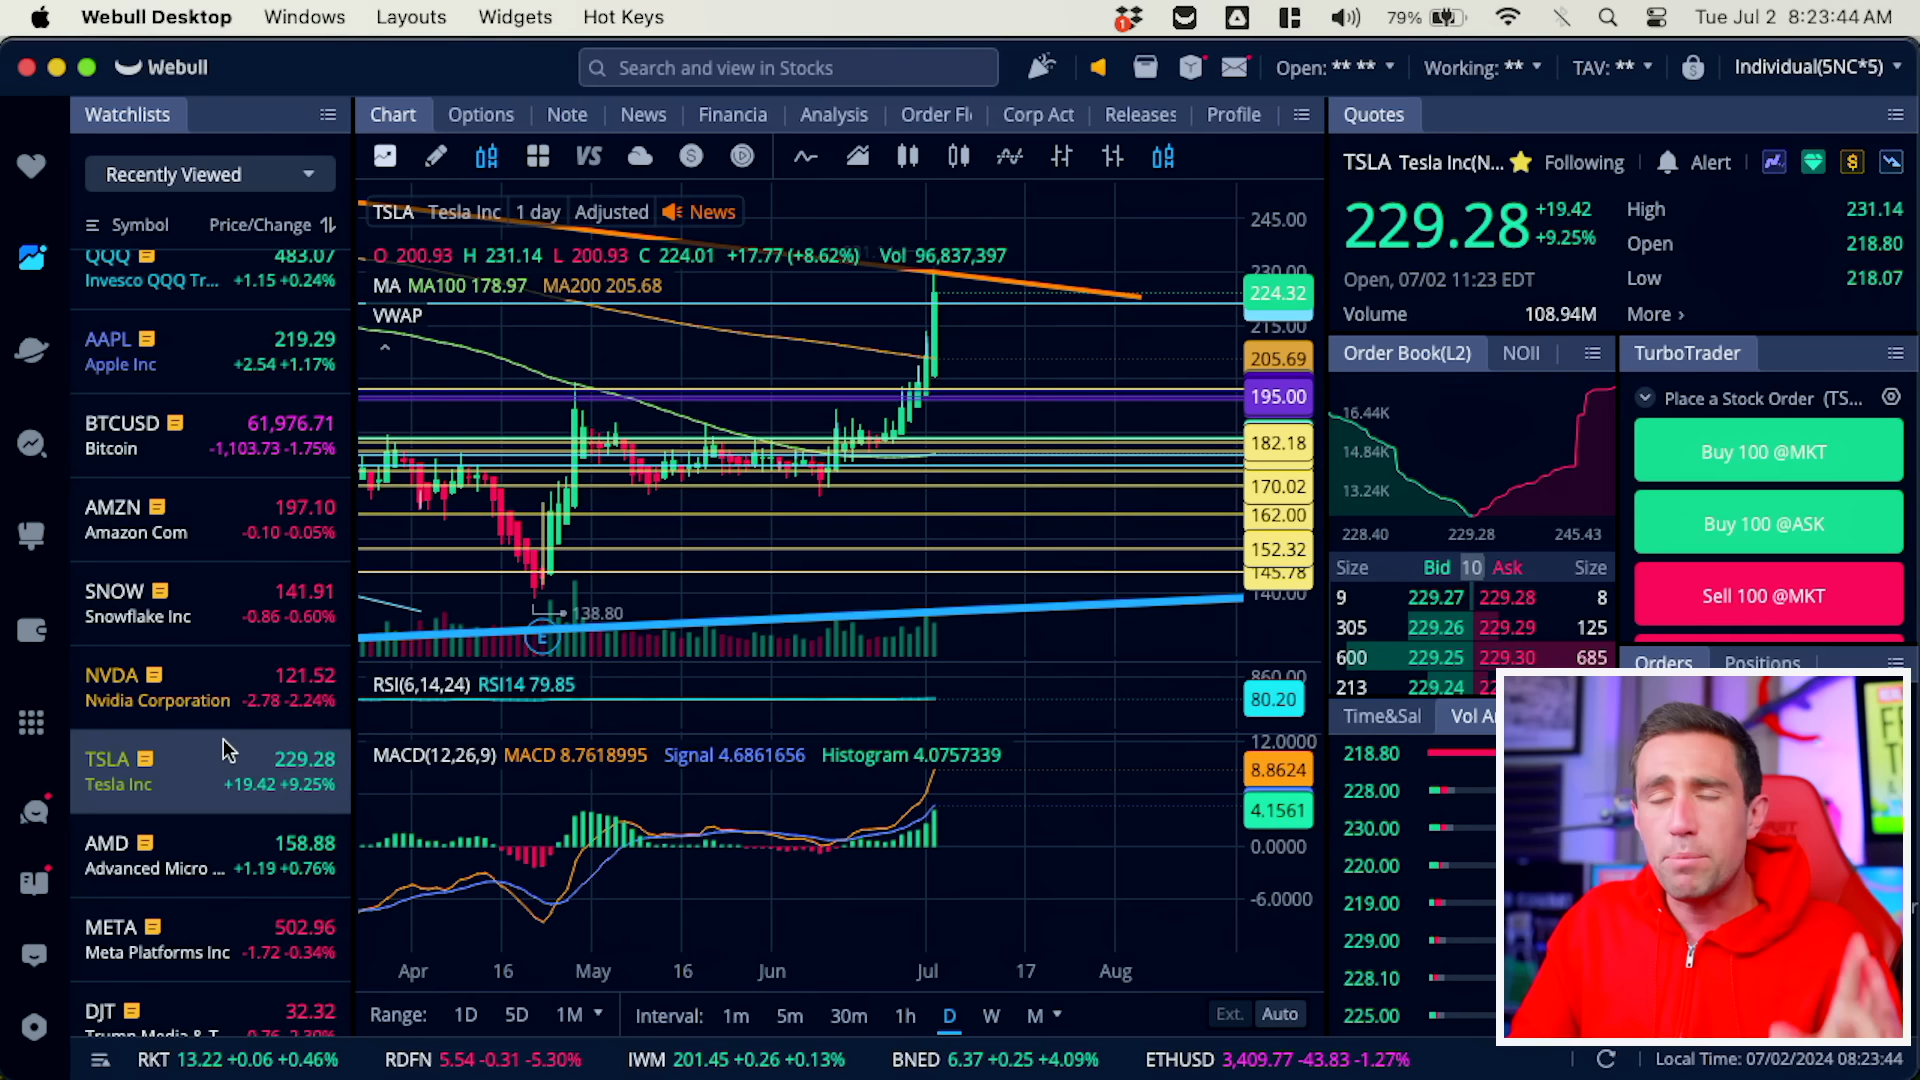 Webull Desktop Windows Layouts Widgets Hot Keys
1 79% Tue Jul 2 8:23:44 AM
Webull Search and view in Stocks Open: ** ** Working: ** TAV: ** Individual(5NC*5)
Watchlists
Recently Viewed
Symbol Price/Change
QQQ 483.07
Invesco QQQ Tr... +1.15 +0.24%
AAPL 219.29
Apple Inc +2.54 +1.17%
BTCUSD 61,976.71
Bitcoin -1,103.73 -1.75%
AMZN 197.10
Amazon Com -0.10 -0.05%
SNOW 141.91
Snowflake Inc -0.86 -0.60%
NVDA 121.52
Nvidia Corporation -2.78 -2.24%
TSLA 229.28
Tesla Inc +19.42 +9.25%
AMD 158.88
Advanced Micro ... +1.19 +0.76%
META 502.96
Meta Platforms Inc -1.72 -0.34%
DJT 32.32
Chart Options Note News Financia Analysis Order Fl Corp Act Releases Profile
VS S
TSLA Tesla Inc 1 day Adjusted News
O 200.93 H 231.14 L 200.93 C 224.01 +17.77 (+8.62%) Vol 96,837,397
MA MA100 178.97 MA200 205.68
VWAP
245.00
230.00
224.32
215.00
205.69
195.00
182.18
170.02
162.00
152.32
145.78
140.00
138.80
E
RSI(6,14,24) RSI14 79.85
860.00
80.20
MACD(12,26,9) MACD 8.7618995 Signal 4.6861656 Histogram 4.0757339
12.0000
8.8624
4.1561
0.0000
-6.0000
Apr 16 May 16 Jun Jul 17 Aug
Range: 1D 5D 1M Interval: 1m 5m 30m 1h D W M Ext. Auto
Quotes
TSLA Tesla Inc(N... Following Alert
229.28 +19.42
+9.25%
High 231.14
Open 218.80
Low 218.07
Open, 07/02 11:23 EDT
Volume 108.94M More
Order Book(L2) NOII
16.44K
14.84K
13.24K
228.40 229.28 245.43
Size Bid 10 Ask Size
9 229.27 229.28 8
305 229.26 229.29 125
600 229.25 229.30 685
213 229.24
TurboTrader
Place a Stock Order (TS...
Buy 100 @MKT
Buy 100 @ASK
Sell 100 @MKT
Orders Positions
Time&Sal Vol
218.80
228.00
230.00
220.00
219.00
229.00
228.10
225.00
RKT 13.22 +0.06 +0.46% RDFN 5.54 -0.31 -5.30% IWM 201.45 +0.26 +0.13% BNED 6.37 +0.25 +4.09% ETHUSD 3,409.77 -43.83 -1.27% Local Time: 07/02/2024 08:23:44